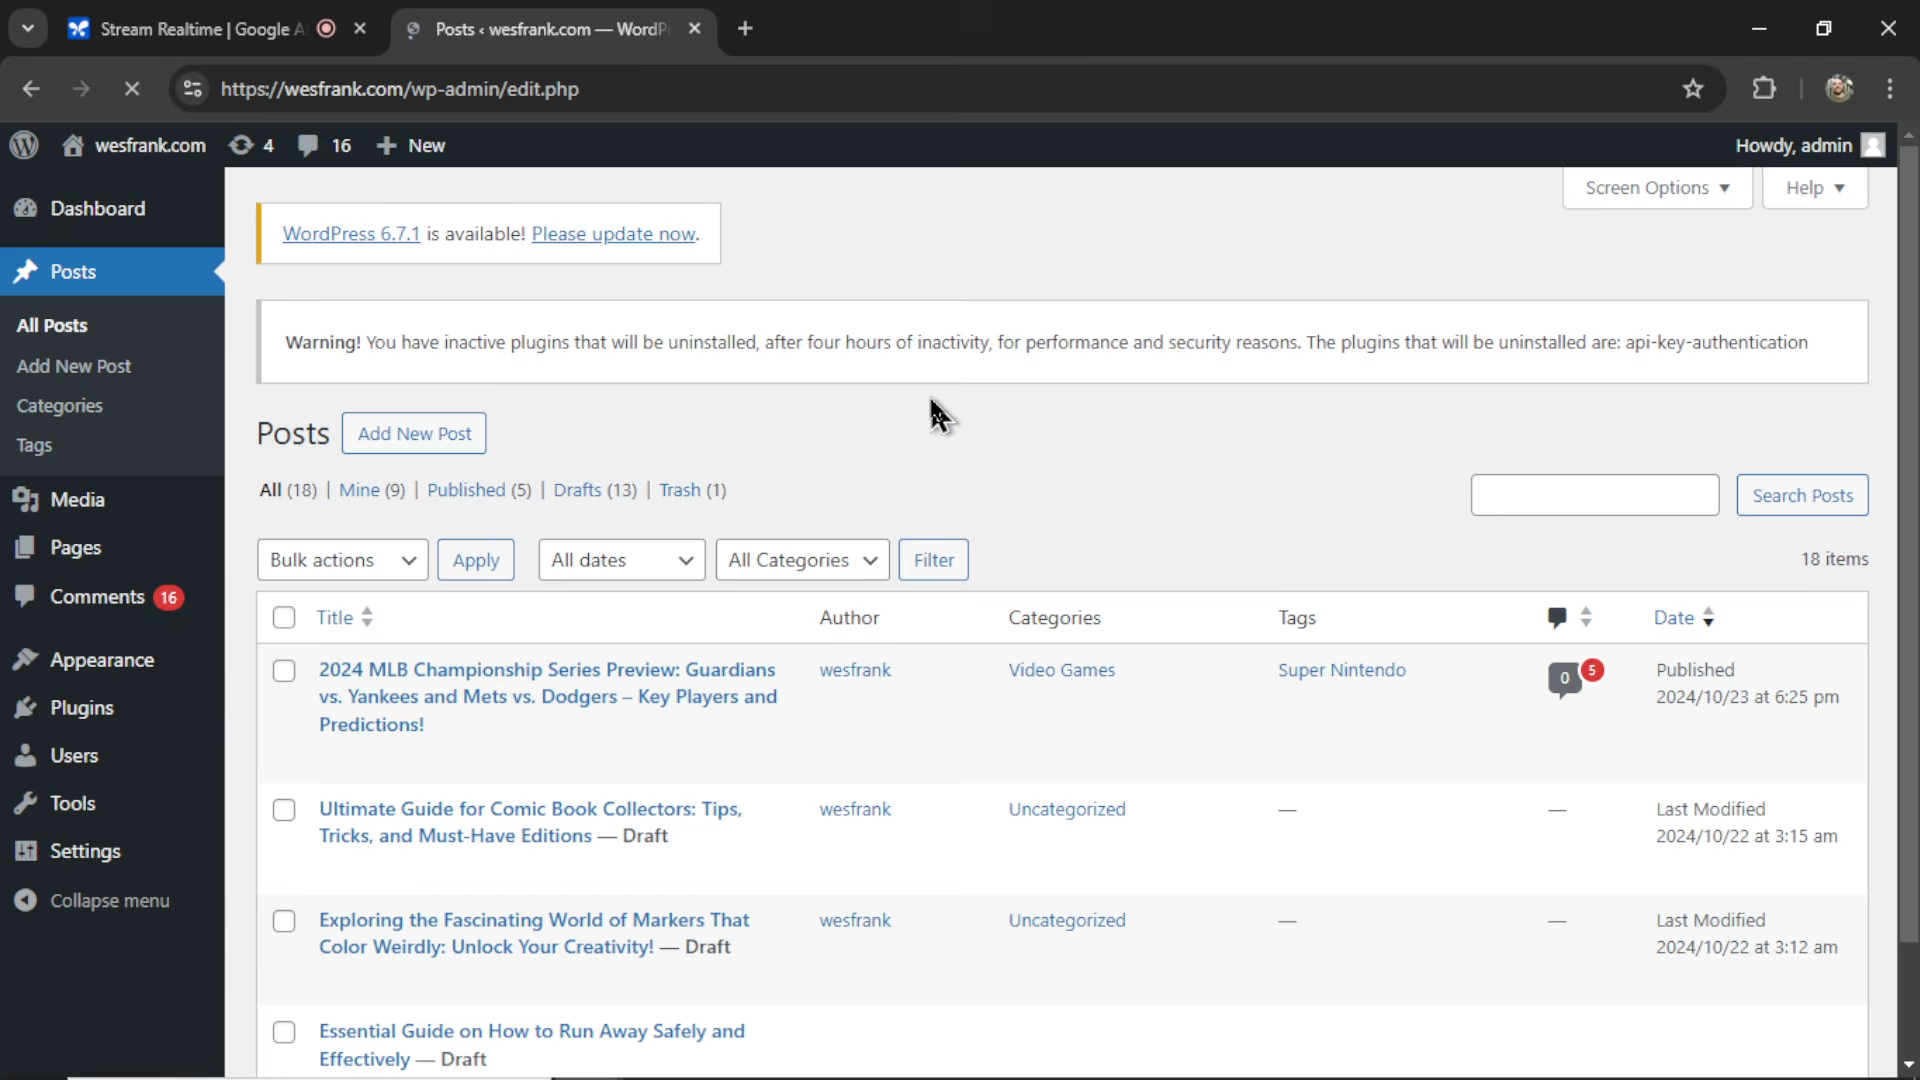 Stream Realtime | Google A
Posts ‹ wesfrank.com — WordP
https://wesfrank.com/wp-admin/edit.php
wesfrank.com 4 16 + New
Howdy, admin
Screen Options ▼ Help ▼
Dashboard
Posts
All Posts
Add New Post
Categories
Tags
Media
Pages
Comments 16
Appearance
Plugins
Users
Tools
Settings
Collapse menu
WordPress 6.7.1 is available! Please update now.
Warning! You have inactive plugins that will be uninstalled, after four hours of inactivity, for performance and security reasons. The plugins that will be uninstalled are: api-key-authentication
Posts Add New Post
All (18) | Mine (9) | Published (5) | Drafts (13) | Trash (1)
Search Posts
Bulk actions Apply All dates All Categories Filter
18 items
Title Author Categories Tags Date
2024 MLB Championship Series Preview: Guardians
vs. Yankees and Mets vs. Dodgers – Key Players and
Predictions!
wesfrank
Video Games
Super Nintendo
0 5
Published
2024/10/23 at 6:25 pm
Ultimate Guide for Comic Book Collectors: Tips,
Tricks, and Must-Have Editions — Draft
wesfrank
Uncategorized
—
—
Last Modified
2024/10/22 at 3:15 am
Exploring the Fascinating World of Markers That
Color Weirdly: Unlock Your Creativity! — Draft
wesfrank
Uncategorized
—
—
Last Modified
2024/10/22 at 3:12 am
Essential Guide on How to Run Away Safely and
Effectively — Draft